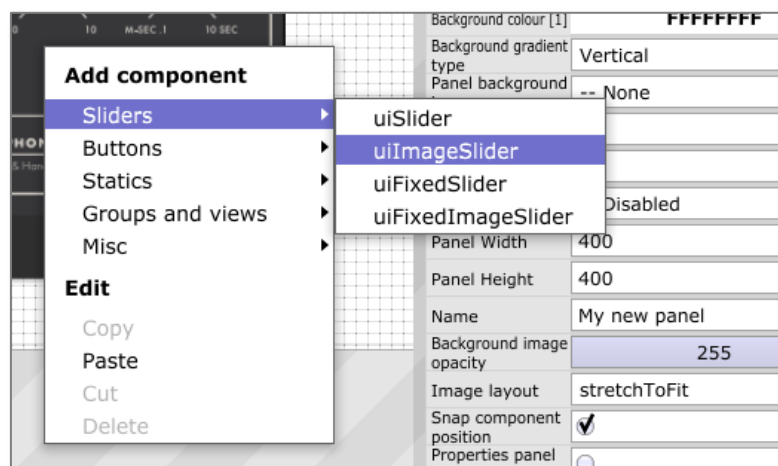 0
10
M-SEC .1
10 SEC
PHON
& Han
Add component
Sliders
Buttons
Statics
Groups and views
Misc
Edit
Copy
Paste
Cut
Delete
uiSlider
uiImageSlider
uiFixedSlider
uiFixedImageSlider
Background colour [1]
FFFFFFFF
Background gradient
type
Vertical
Panel background
-- None
Disabled
Panel Width
400
Panel Height
400
Name
My new panel
Background image
opacity
255
Image layout
stretchToFit
Snap component
position
Properties panel